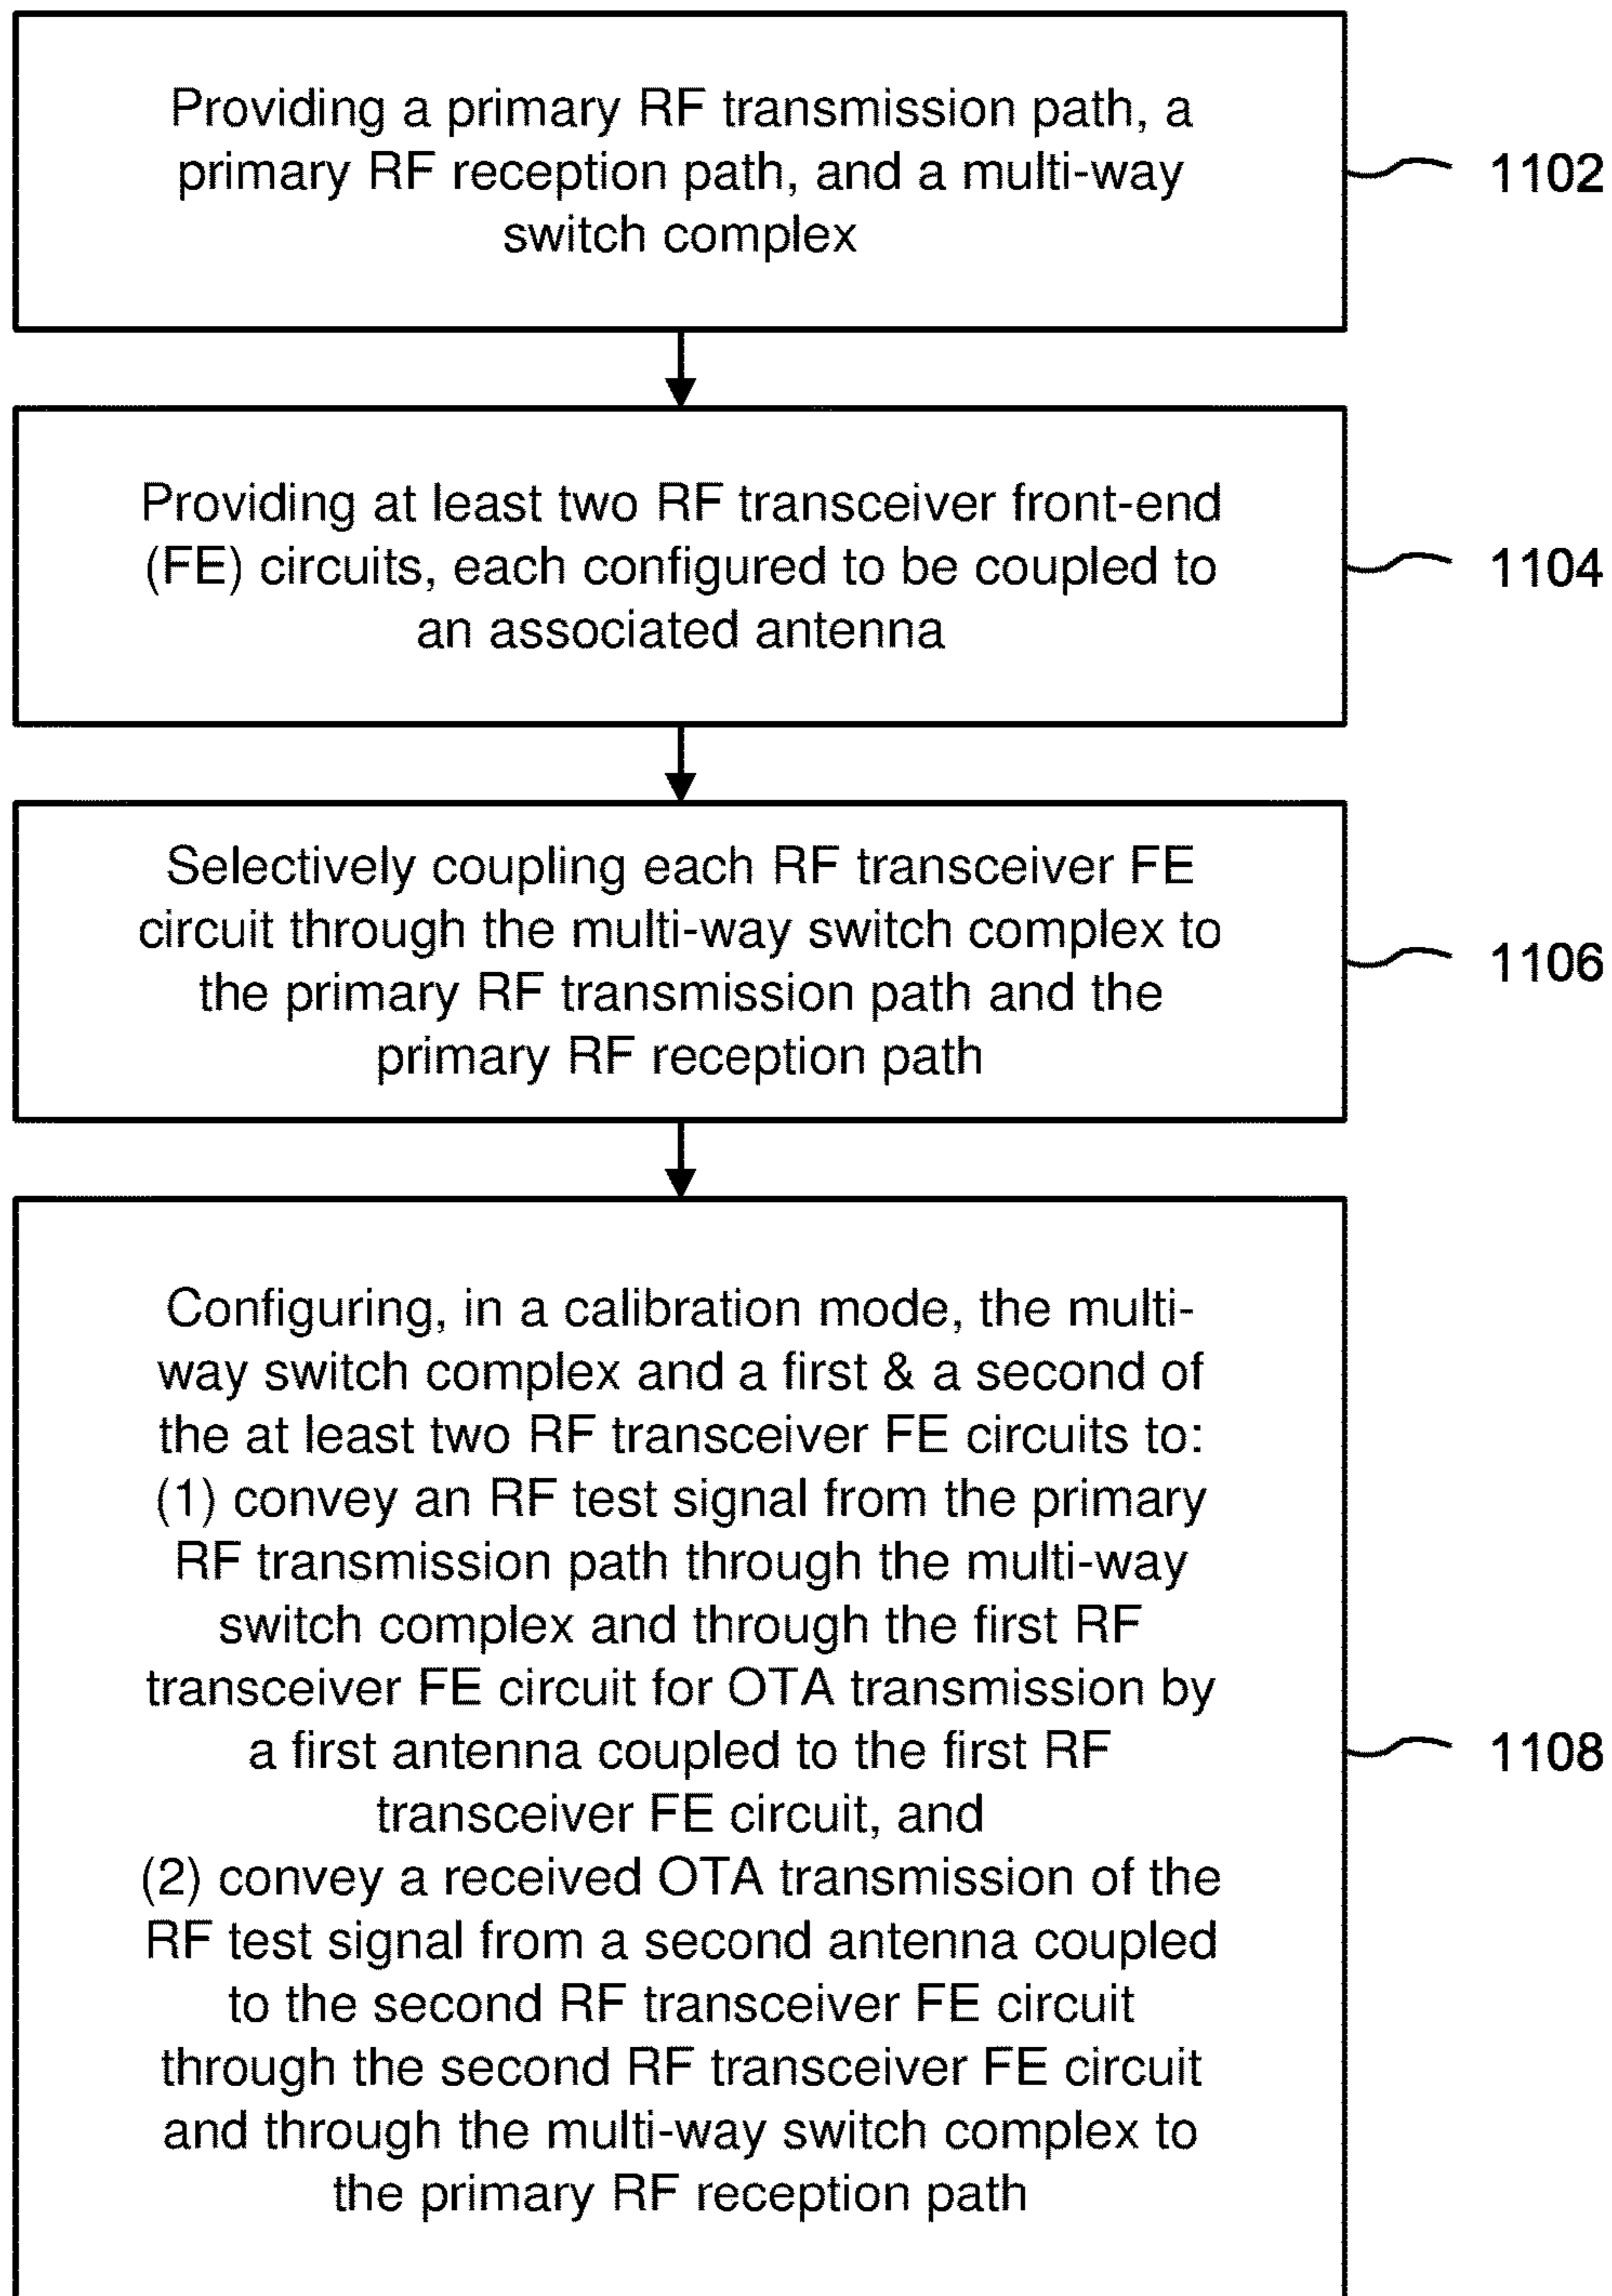 Providing a primary RF transmission path, a
primary RF reception path, and a multi-way
switch complex
1102
Providing at least two RF transceiver front-end
(FE) circuits, each configured to be coupled to
an associated antenna
1104
Selectively coupling each RF transceiver FE
circuit through the multi-way switch complex to
the primary RF transmission path and the
primary RF reception path
1106
Configuring, in a calibration mode, the multi-
way switch complex and a first & a second of
the at least two RF transceiver FE circuits to:
(1) convey an RF test signal from the primary
RF transmission path through the multi-way
switch complex and through the first RF
transceiver FE circuit for OTA transmission by
a first antenna coupled to the first RF
transceiver FE circuit, and
(2) convey a received OTA transmission of the
RF test signal from a second antenna coupled
to the second RF transceiver FE circuit
through the second RF transceiver FE circuit
and through the multi-way switch complex to
the primary RF reception path
1108